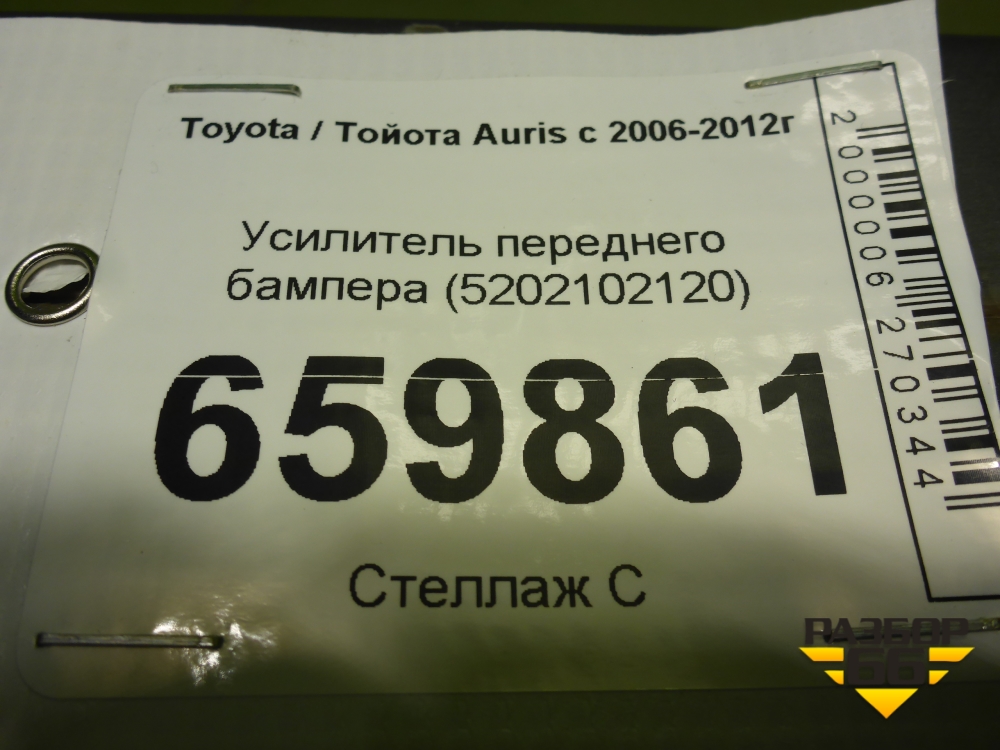 Toyota / Тойота Auris с 2006-2012г
Усилитель переднего
бампера (5202102120)
659861
Стеллаж С
2000006270344
РАЗБОР
66